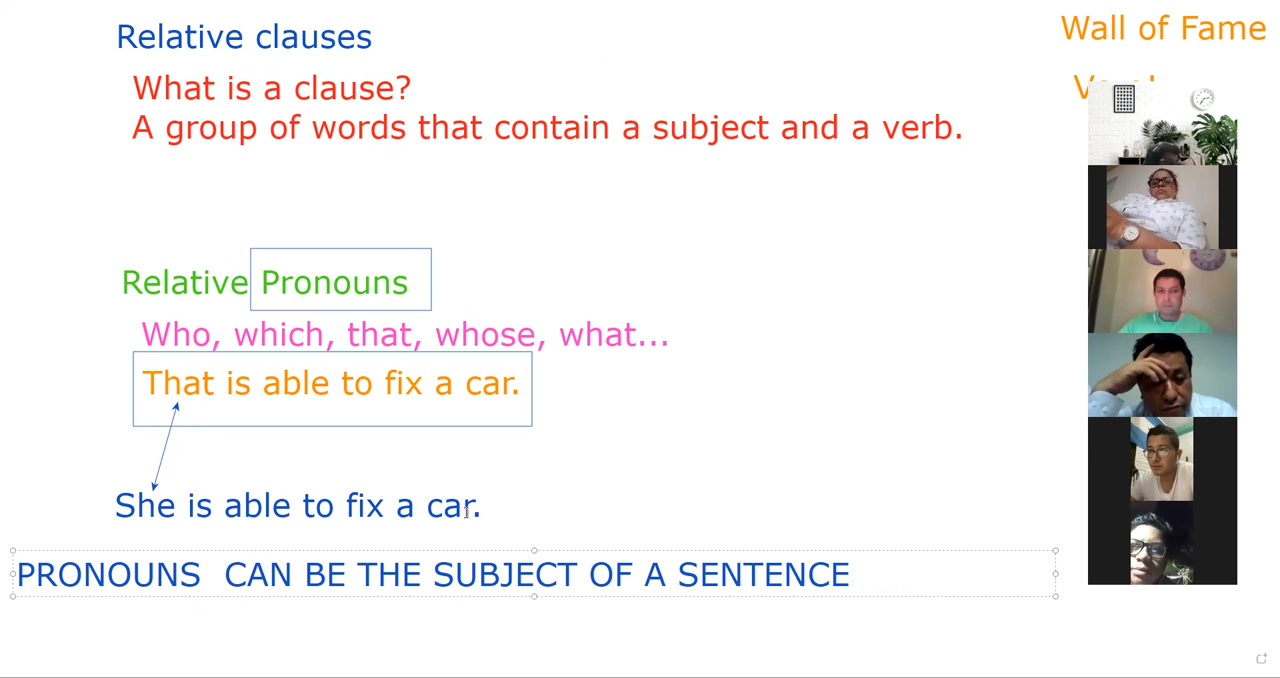 Relative clauses
Wall of Fame
What is a clause?
A group of words that contain a subject and a verb.
Relative Pronouns
Who, which, that, whose, what...
That is able to fix a car.
She is able to fix a car.
PRONOUNS CAN BE THE SUBJECT OF A SENTENCE